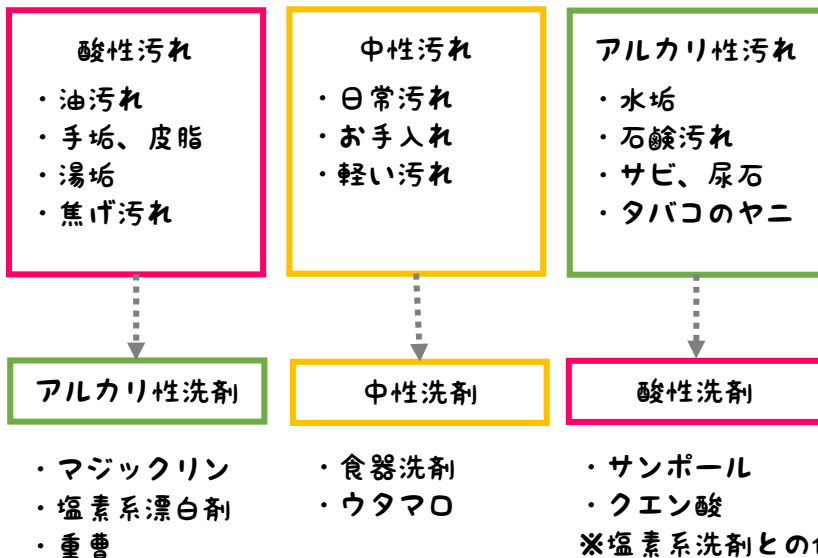 酸性汚れ
・油汚れ
・手垢、皮脂
・湯垢
・焦げ汚れ
中性汚れ
・日常汚れ
・お手入れ
・軽い汚れ
アルカリ性汚れ
・水垢
・石鹸汚れ
・サビ、尿石
・タバコのヤニ
アルカリ性洗剤
・マジックリン
・塩素系漂白剤
・重曹
中性洗剤
・食器洗剤
・ウタマロ
酸性洗剤
・サンポール
・クエン酸
※塩素系洗剤との